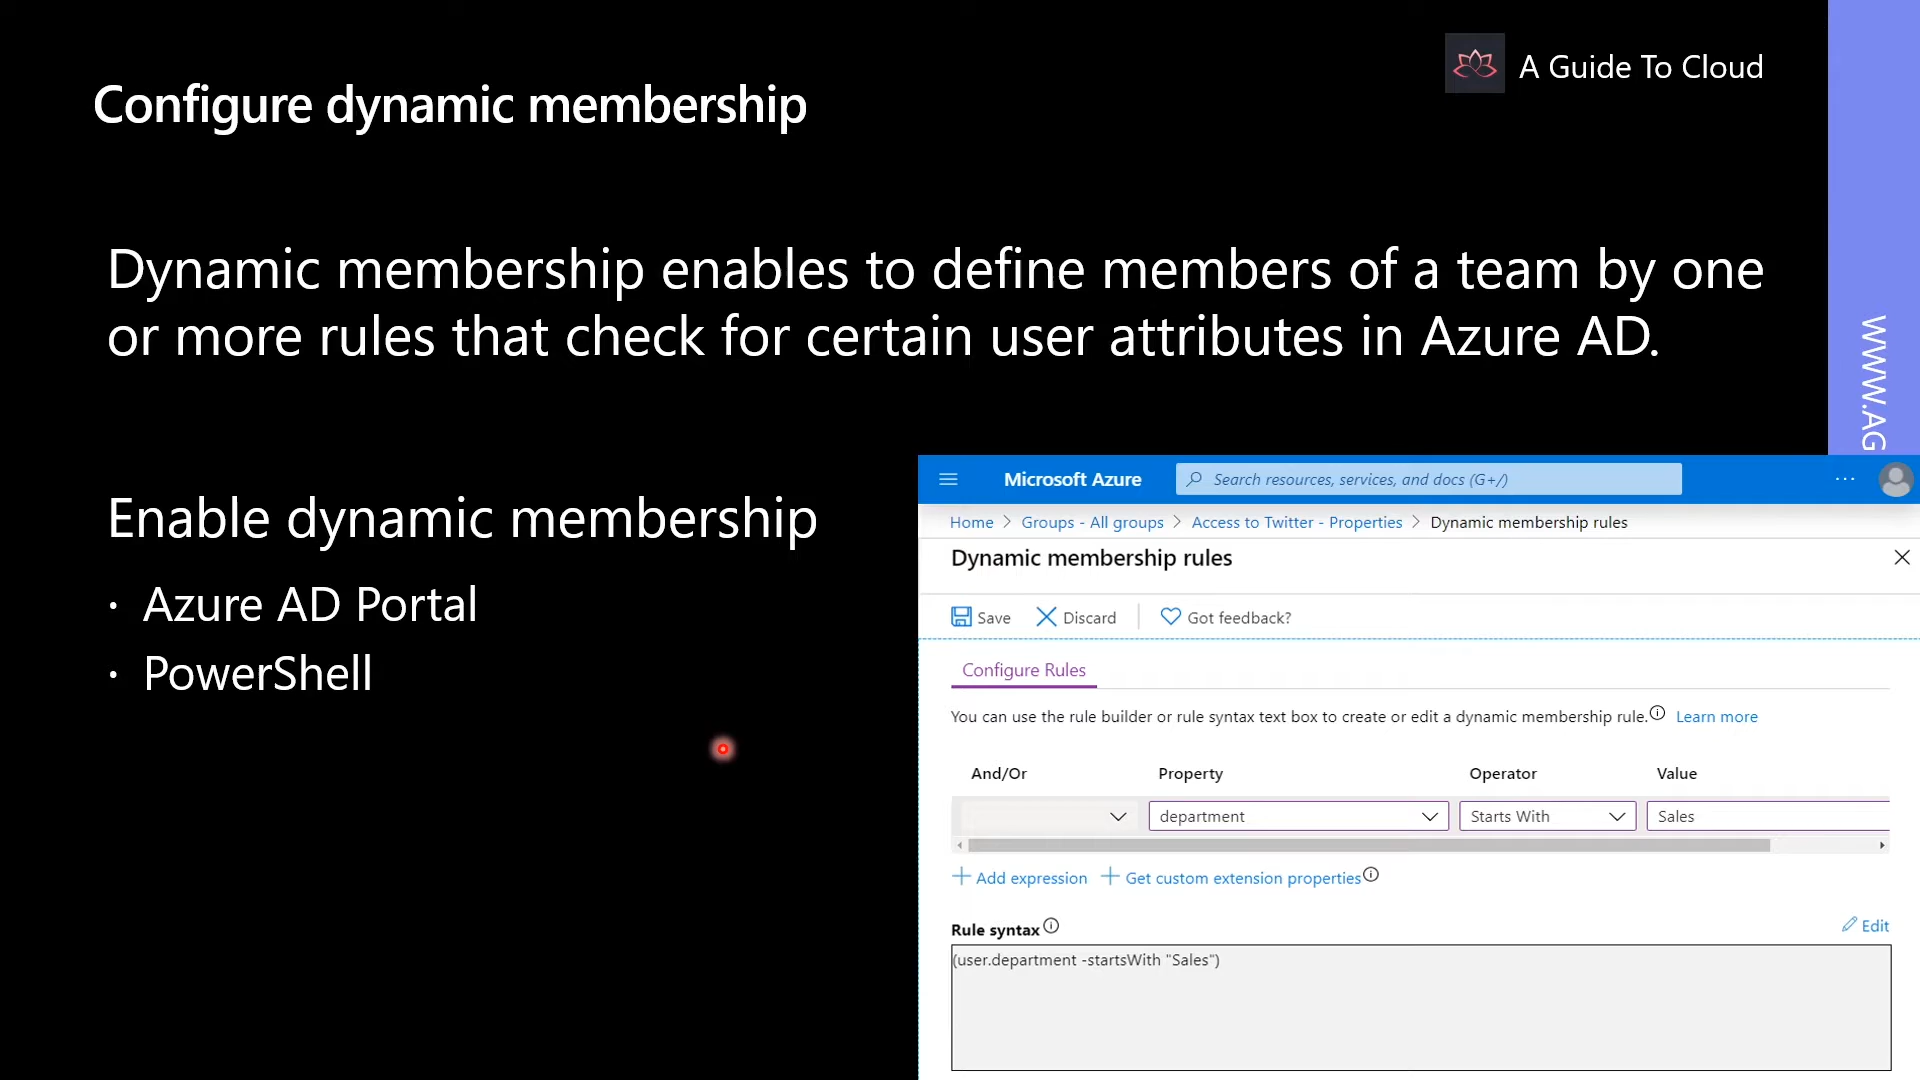 A Guide To Cloud
Configure dynamic membership
Dynamic membership enables to define members of a team by one
or more rules that check for certain user attributes in Azure AD.
WWW.AG
Enable dynamic membership
· Azure AD Portal
· PowerShell
Microsoft Azure
Search resources, services, and docs (G+/)
...
Home > Groups - All groups > Access to Twitter - Properties > Dynamic membership rules
Dynamic membership rules
Save Discard Got feedback?
Configure Rules
You can use the rule builder or rule syntax text box to create or edit a dynamic membership rule. Learn more
And/Or Property Operator Value
department Starts With Sales
+ Add expression + Get custom extension properties
Rule syntax
Edit
(user.department -startsWith "Sales")